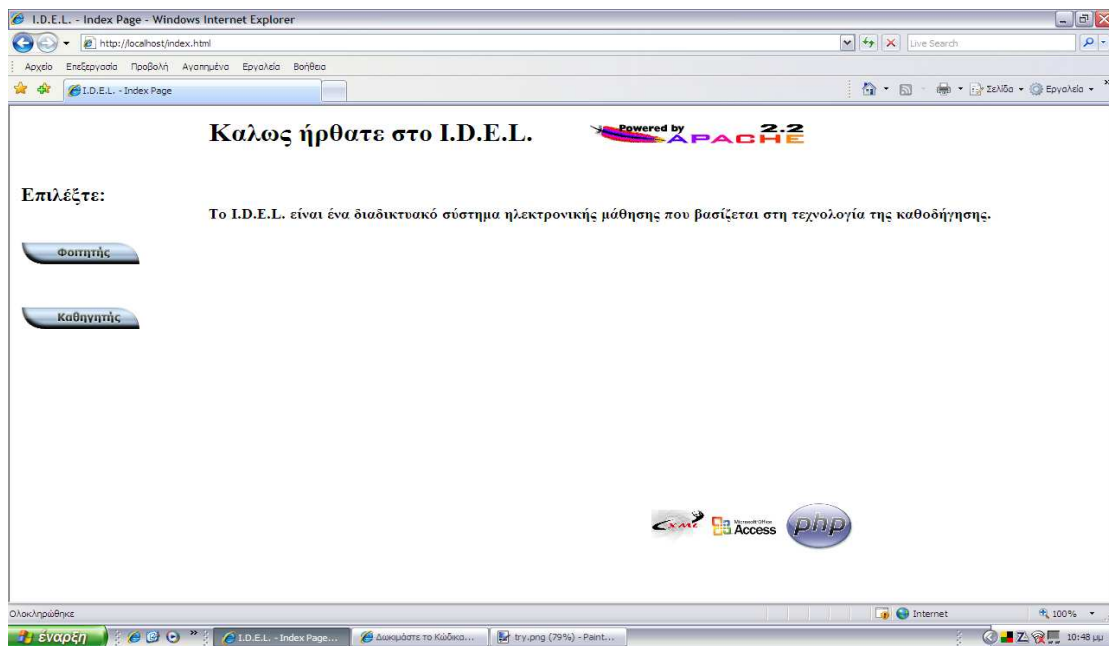 I.D.E.L. - Index Page - Windows Internet Explorer
http://localhost/index.html
Live Search
Αρχείο Επεξεργασία Προβολή Αγαπημένα Εργαλεία Βοήθεια
I.D.E.L. - Index Page
Σελίδα Εργαλεία
Καλως ήρθατε στο I.D.E.L.
Powered by APACHE 2.2
Επιλέξτε:
Το I.D.E.L. είναι ένα διαδικτυακό σύστημα ηλεκτρονικής μάθησης που βασίζεται στη τεχνολογία της καθοδήγησης.
Φοιτητής
Καθηγητής
Microsoft Office
Access
php
Ολοκληρώθηκε
Internet
100%
έναρξη
I.D.E.L. - Index Page...
Δωκιμάστε το Κώδικα...
try.png (79%) - Paint...
10:48 μμ